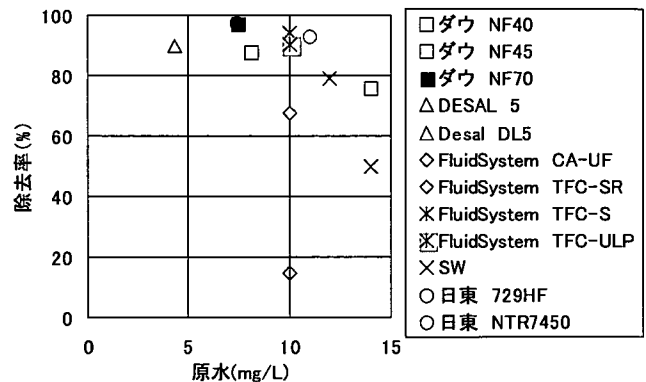 100
80
60
40
20
0
除去率(%)
0 5 10 15
原水(mg/L)
ダウ NF40
ダウ NF45
ダウ NF70
DESAL 5
Desal DL5
FluidSystem CA-UF
FluidSystem TFC-SR
FluidSystem TFC-S
FluidSystem TFC-ULP
SW
日東 729HF
日東 NTR7450